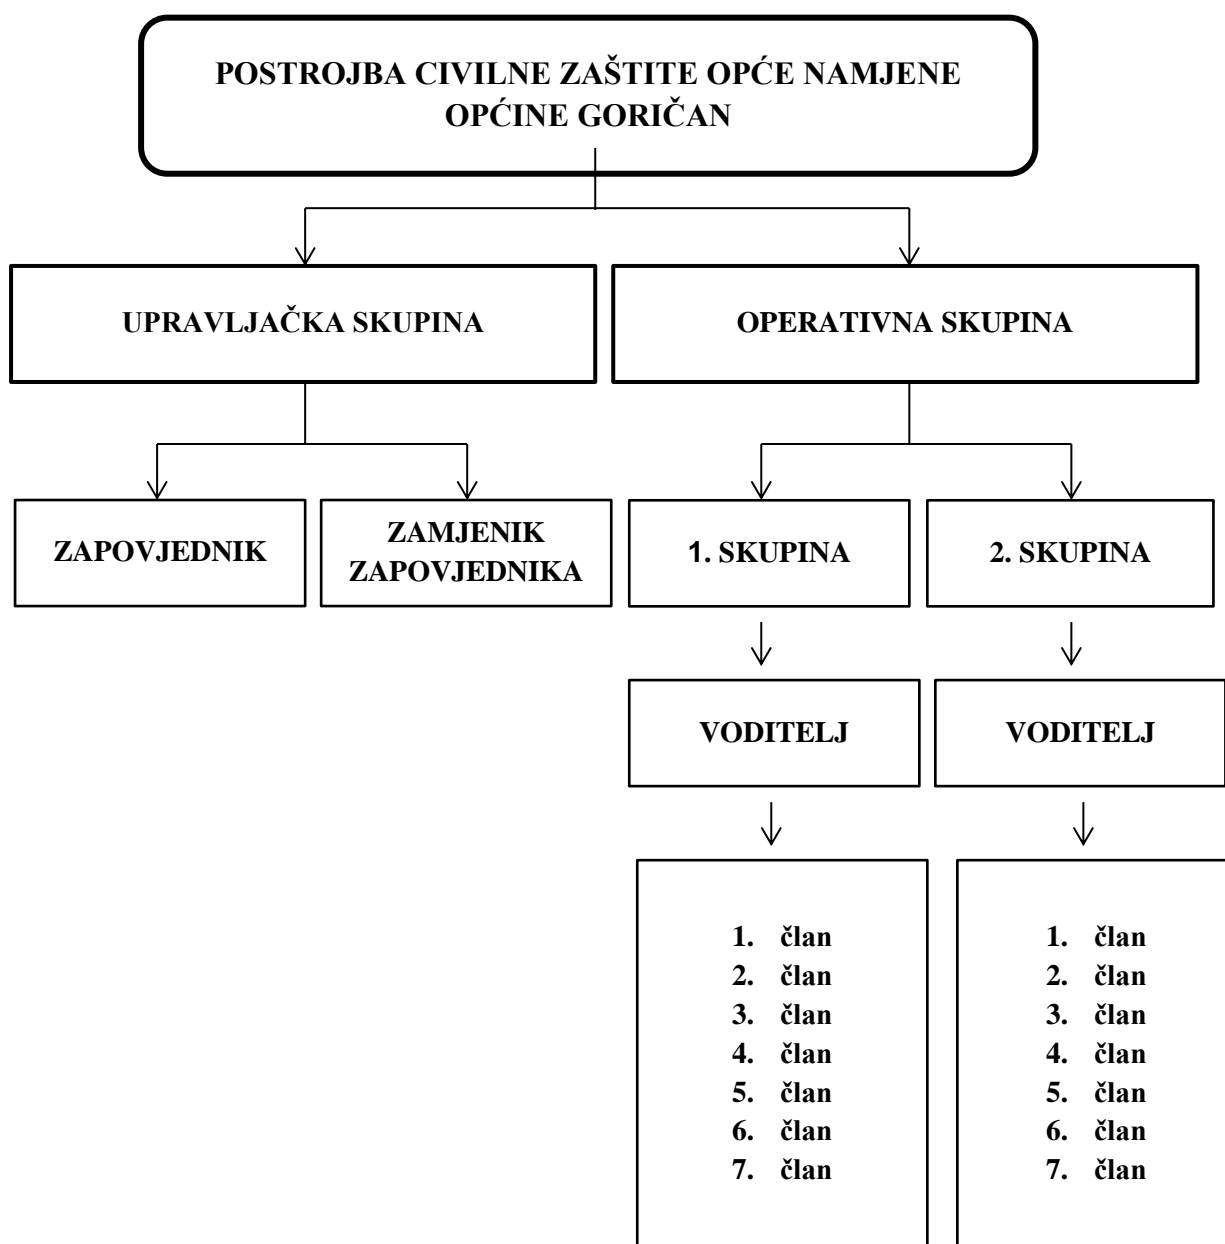 POSTROJBA CIVILNE ZAŠTITE OPĆE NAMJENE
OPĆINE GORIČAN
UPRAVLJAČKA SKUPINA
OPERATIVNA SKUPINA
ZAPOVJEDNIK
ZAMJENIK
ZAPOVJEDNIKA
1. SKUPINA
2. SKUPINA
VODITELJ
VODITELJ
1. član
2. član
3. član
4. član
5. član
6. član
7. član
1. član
2. član
3. član
4. član
5. član
6. član
7. član